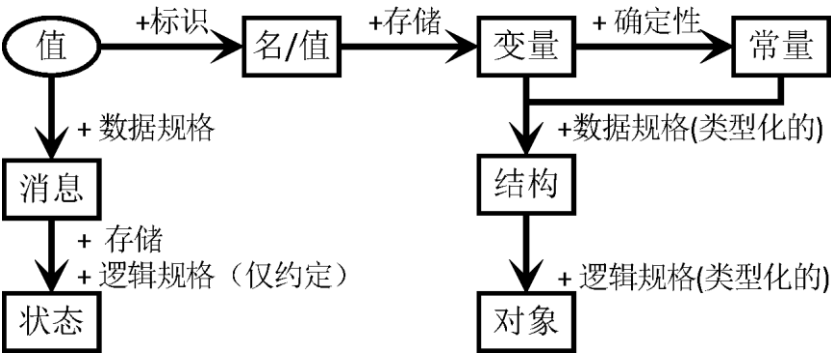 值 +标识 名/值 +存储 变量 + 确定性 常量
+ 数据规格 +数据规格(类型化的)
消息 结构
+ 存储
+ 逻辑规格（仅约定） + 逻辑规格(类型化的)
状态 对象